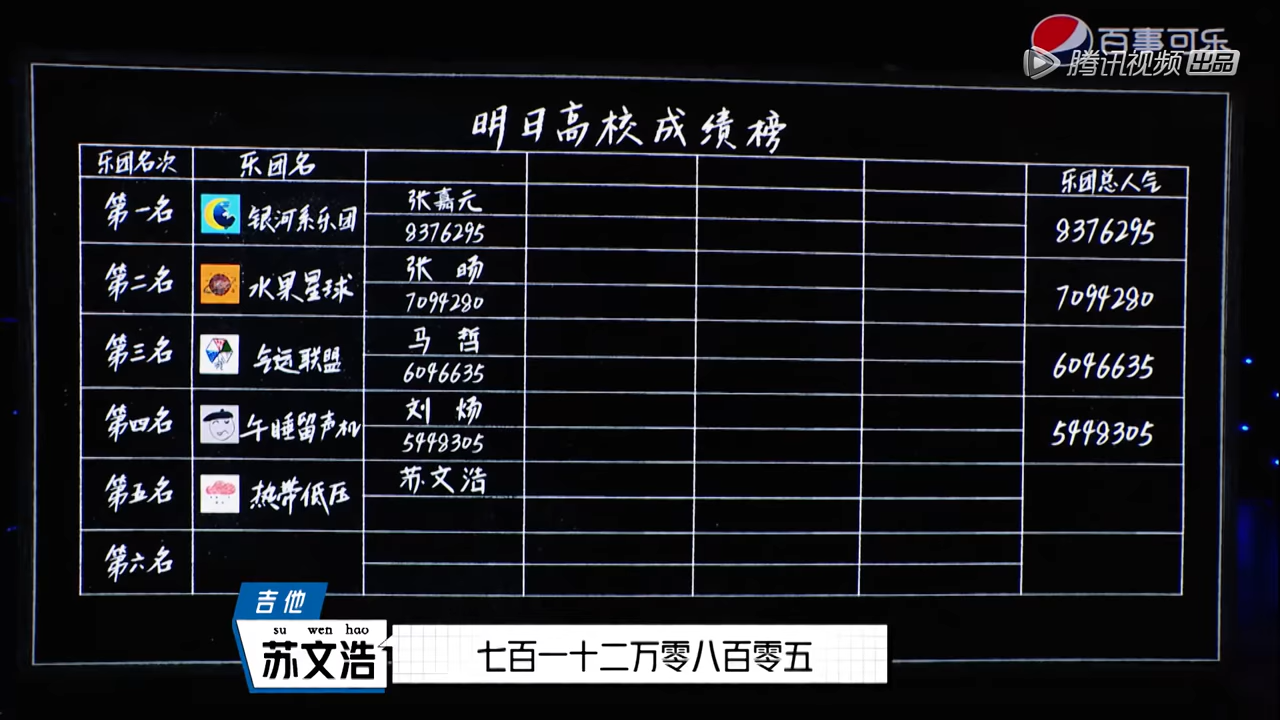 百事可乐
腾讯视频 出品
明日高校成绩榜
乐团名次 乐团名 乐团总人气
第一名 银河系乐团 张嘉元 8376295 8376295
第二名 水果星球 张旸 7094280 7094280
第三名 气运联盟 马哲 6046635 6046635
第四名 午睡留声机 刘炀 5448305 5448305
第五名 热带低压 苏文浩
第六名
吉他
su wen hao
苏文浩
七百一十二万零八百零五